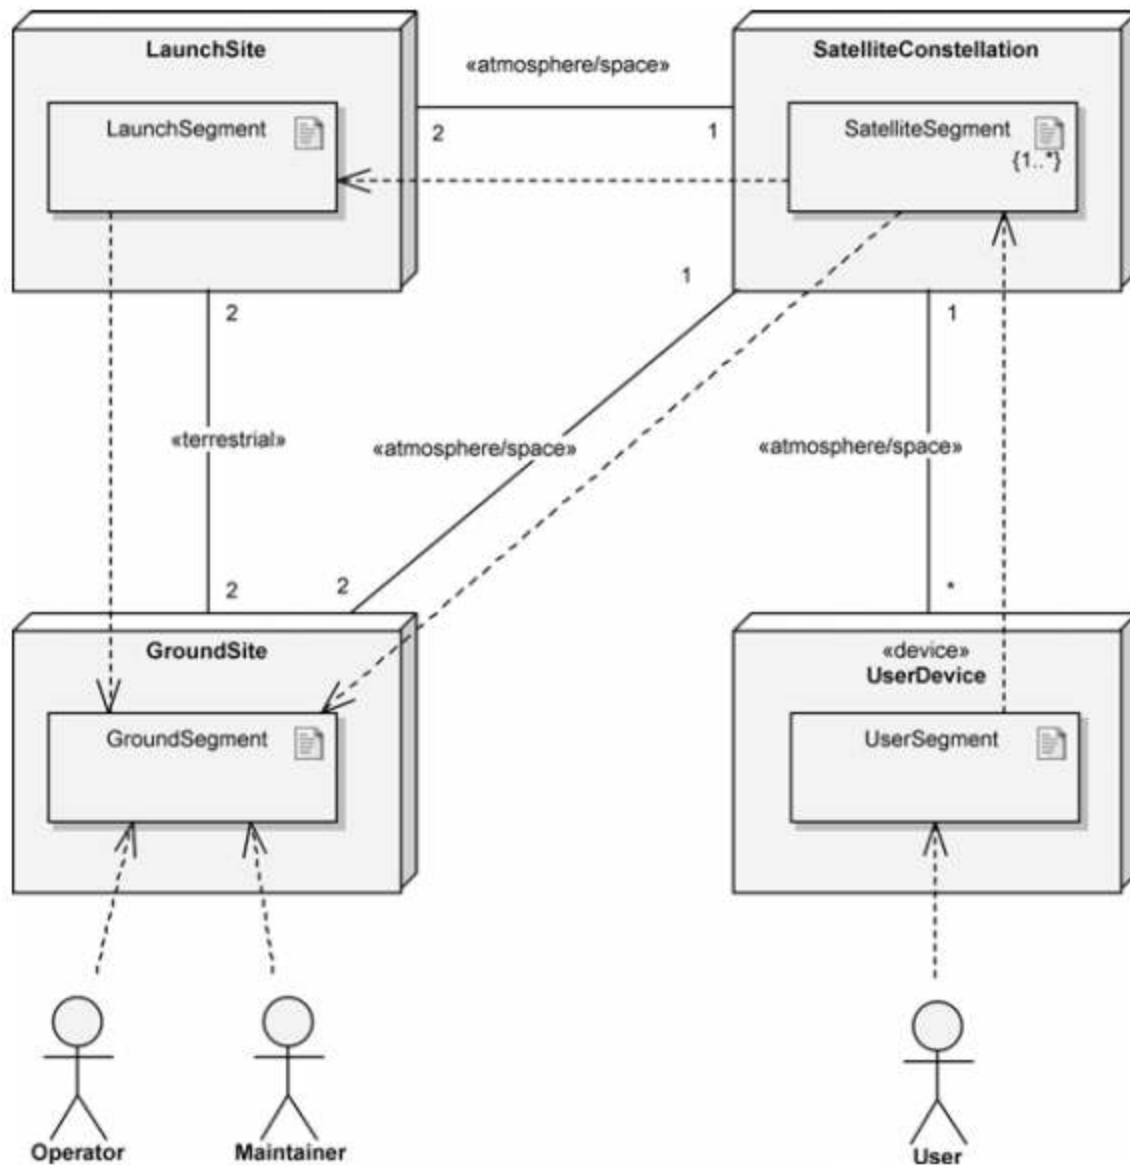 LaunchSite
SatelliteConstellation
«atmosphere/space»
LaunchSegment
2
1
SatelliteSegment
{1..*}
2
1
1
«terrestrial»
«atmosphere/space»
«atmosphere/space»
2
2
*
GroundSite
«device»
UserDevice
GroundSegment
UserSegment
Operator
Maintainer
User